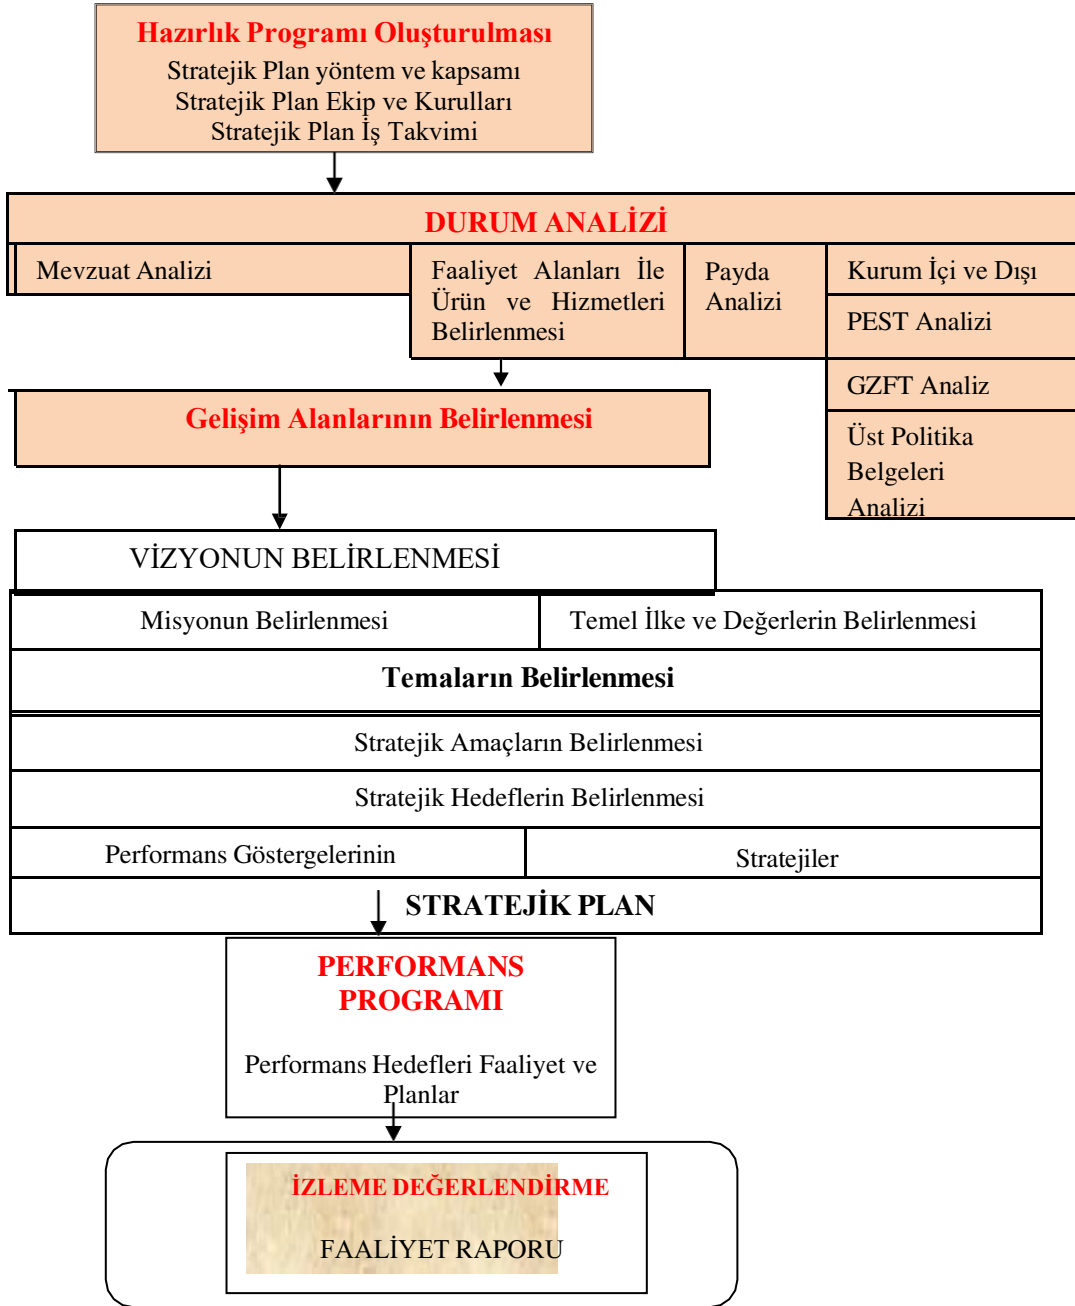 Hazırlık Programı Oluşturulması
Stratejik Plan yöntem ve kapsamı
Stratejik Plan Ekip ve Kurulları
Stratejik Plan İş Takvimi
DURUM ANALİZİ
Mevzuat Analizi
Faaliyet Alanları İle
Ürün ve Hizmetleri
Belirlenmesi
Payda
Analizi
Kurum İçi ve Dışı
PEST Analizi
GZFT Analiz
Üst Politika
Belgeleri
Analizi
Gelişim Alanlarının Belirlenmesi
VİZYONUN BELİRLENMESİ
Misyonun Belirlenmesi
Temel İlke ve Değerlerin Belirlenmesi
Temaların Belirlenmesi
Stratejik Amaçların Belirlenmesi
Stratejik Hedeflerin Belirlenmesi
Performans Göstergelerinin
Stratejiler
STRATEJİK PLAN
PERFORMANS
PROGRAMI
Performans Hedefleri Faaliyet ve
Planlar
İZLEME DEĞERLENDİRME
FAALİYET RAPORU